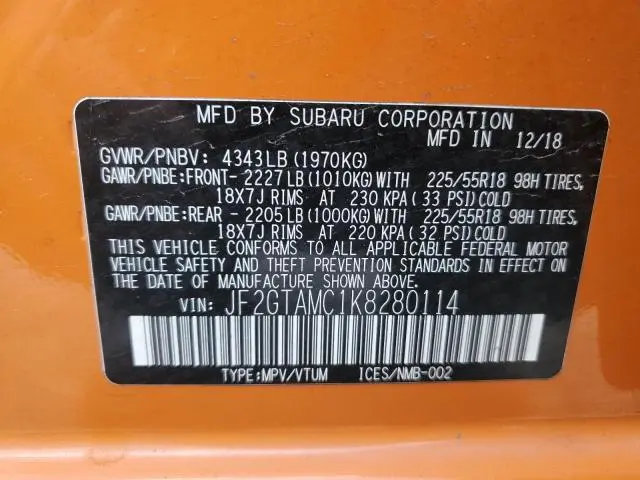 MFD BY SUBARU CORPORATION
MFD IN 12/18
GVWR/PNBV: 4343LB(1970KG)
GAWR/PNBE:FRONT-2227LB(1010KG)WITH 225/55R18 98H TIRES,
18X7J RIMS AT 230 KPA(33 PSI)COLD
GAWR/PNBE:REAR -2205LB(1000KG)WITH 225/55R18 98H TIRES,
18X7J RIMS AT 220 KPA(32 PSI)COLD
THIS VEHICLE CONFORMS TO ALL APPLICABLE FEDERAL MOTOR
VEHICLE SAFETY AND THEFT PREVENTION STANDARDS IN EFFECT
ON THE DATE OF MANUFACTURE SHOWN ABOVE.
VIN: JF2GTAMC1K8280114
TYPE:MPV/VTUM ICES/NMB-002